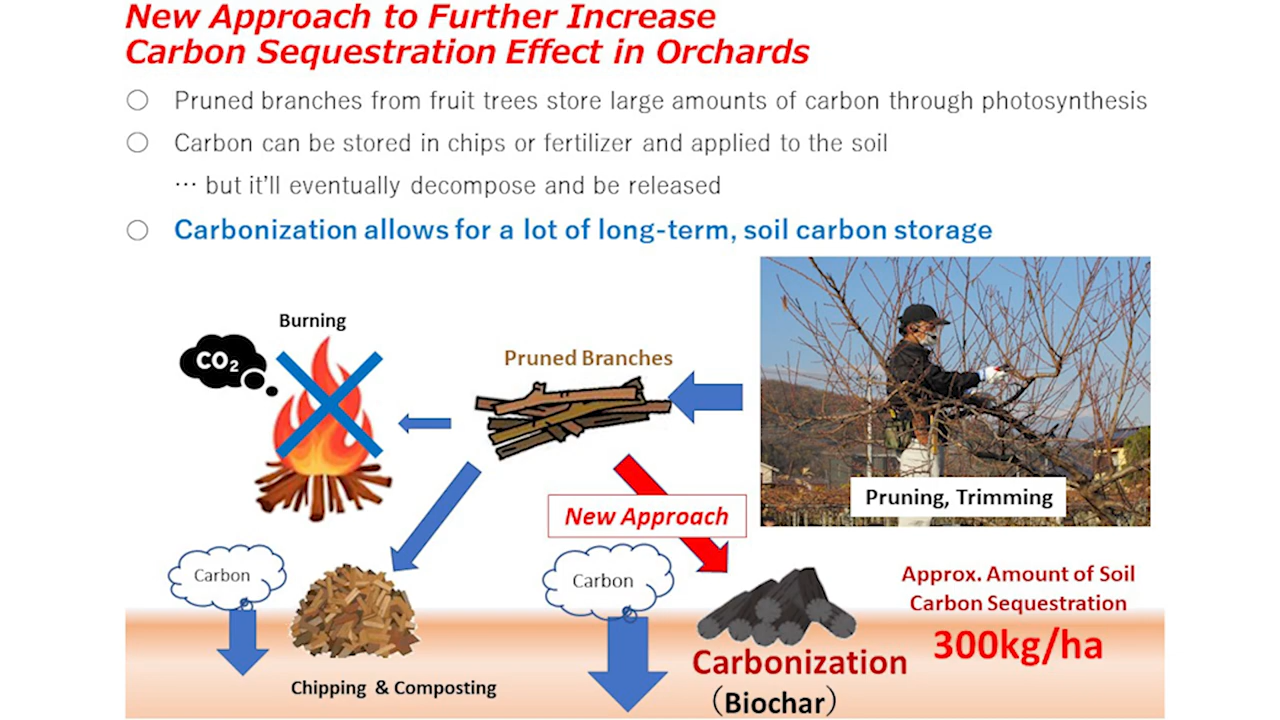 New Approach to Further Increase
Carbon Sequestration Effect in Orchards
○ Pruned branches from fruit trees store large amounts of carbon through photosynthesis
○ Carbon can be stored in chips or fertilizer and applied to the soil
… but it’ll eventually decompose and be released
○ Carbonization allows for a lot of long-term, soil carbon storage
Burning
CO2
Pruned Branches
Pruning, Trimming
New Approach
Carbon
Carbon
Approx. Amount of Soil
Carbon Sequestration
300kg/ha
Chipping & Composting
Carbonization
(Biochar)